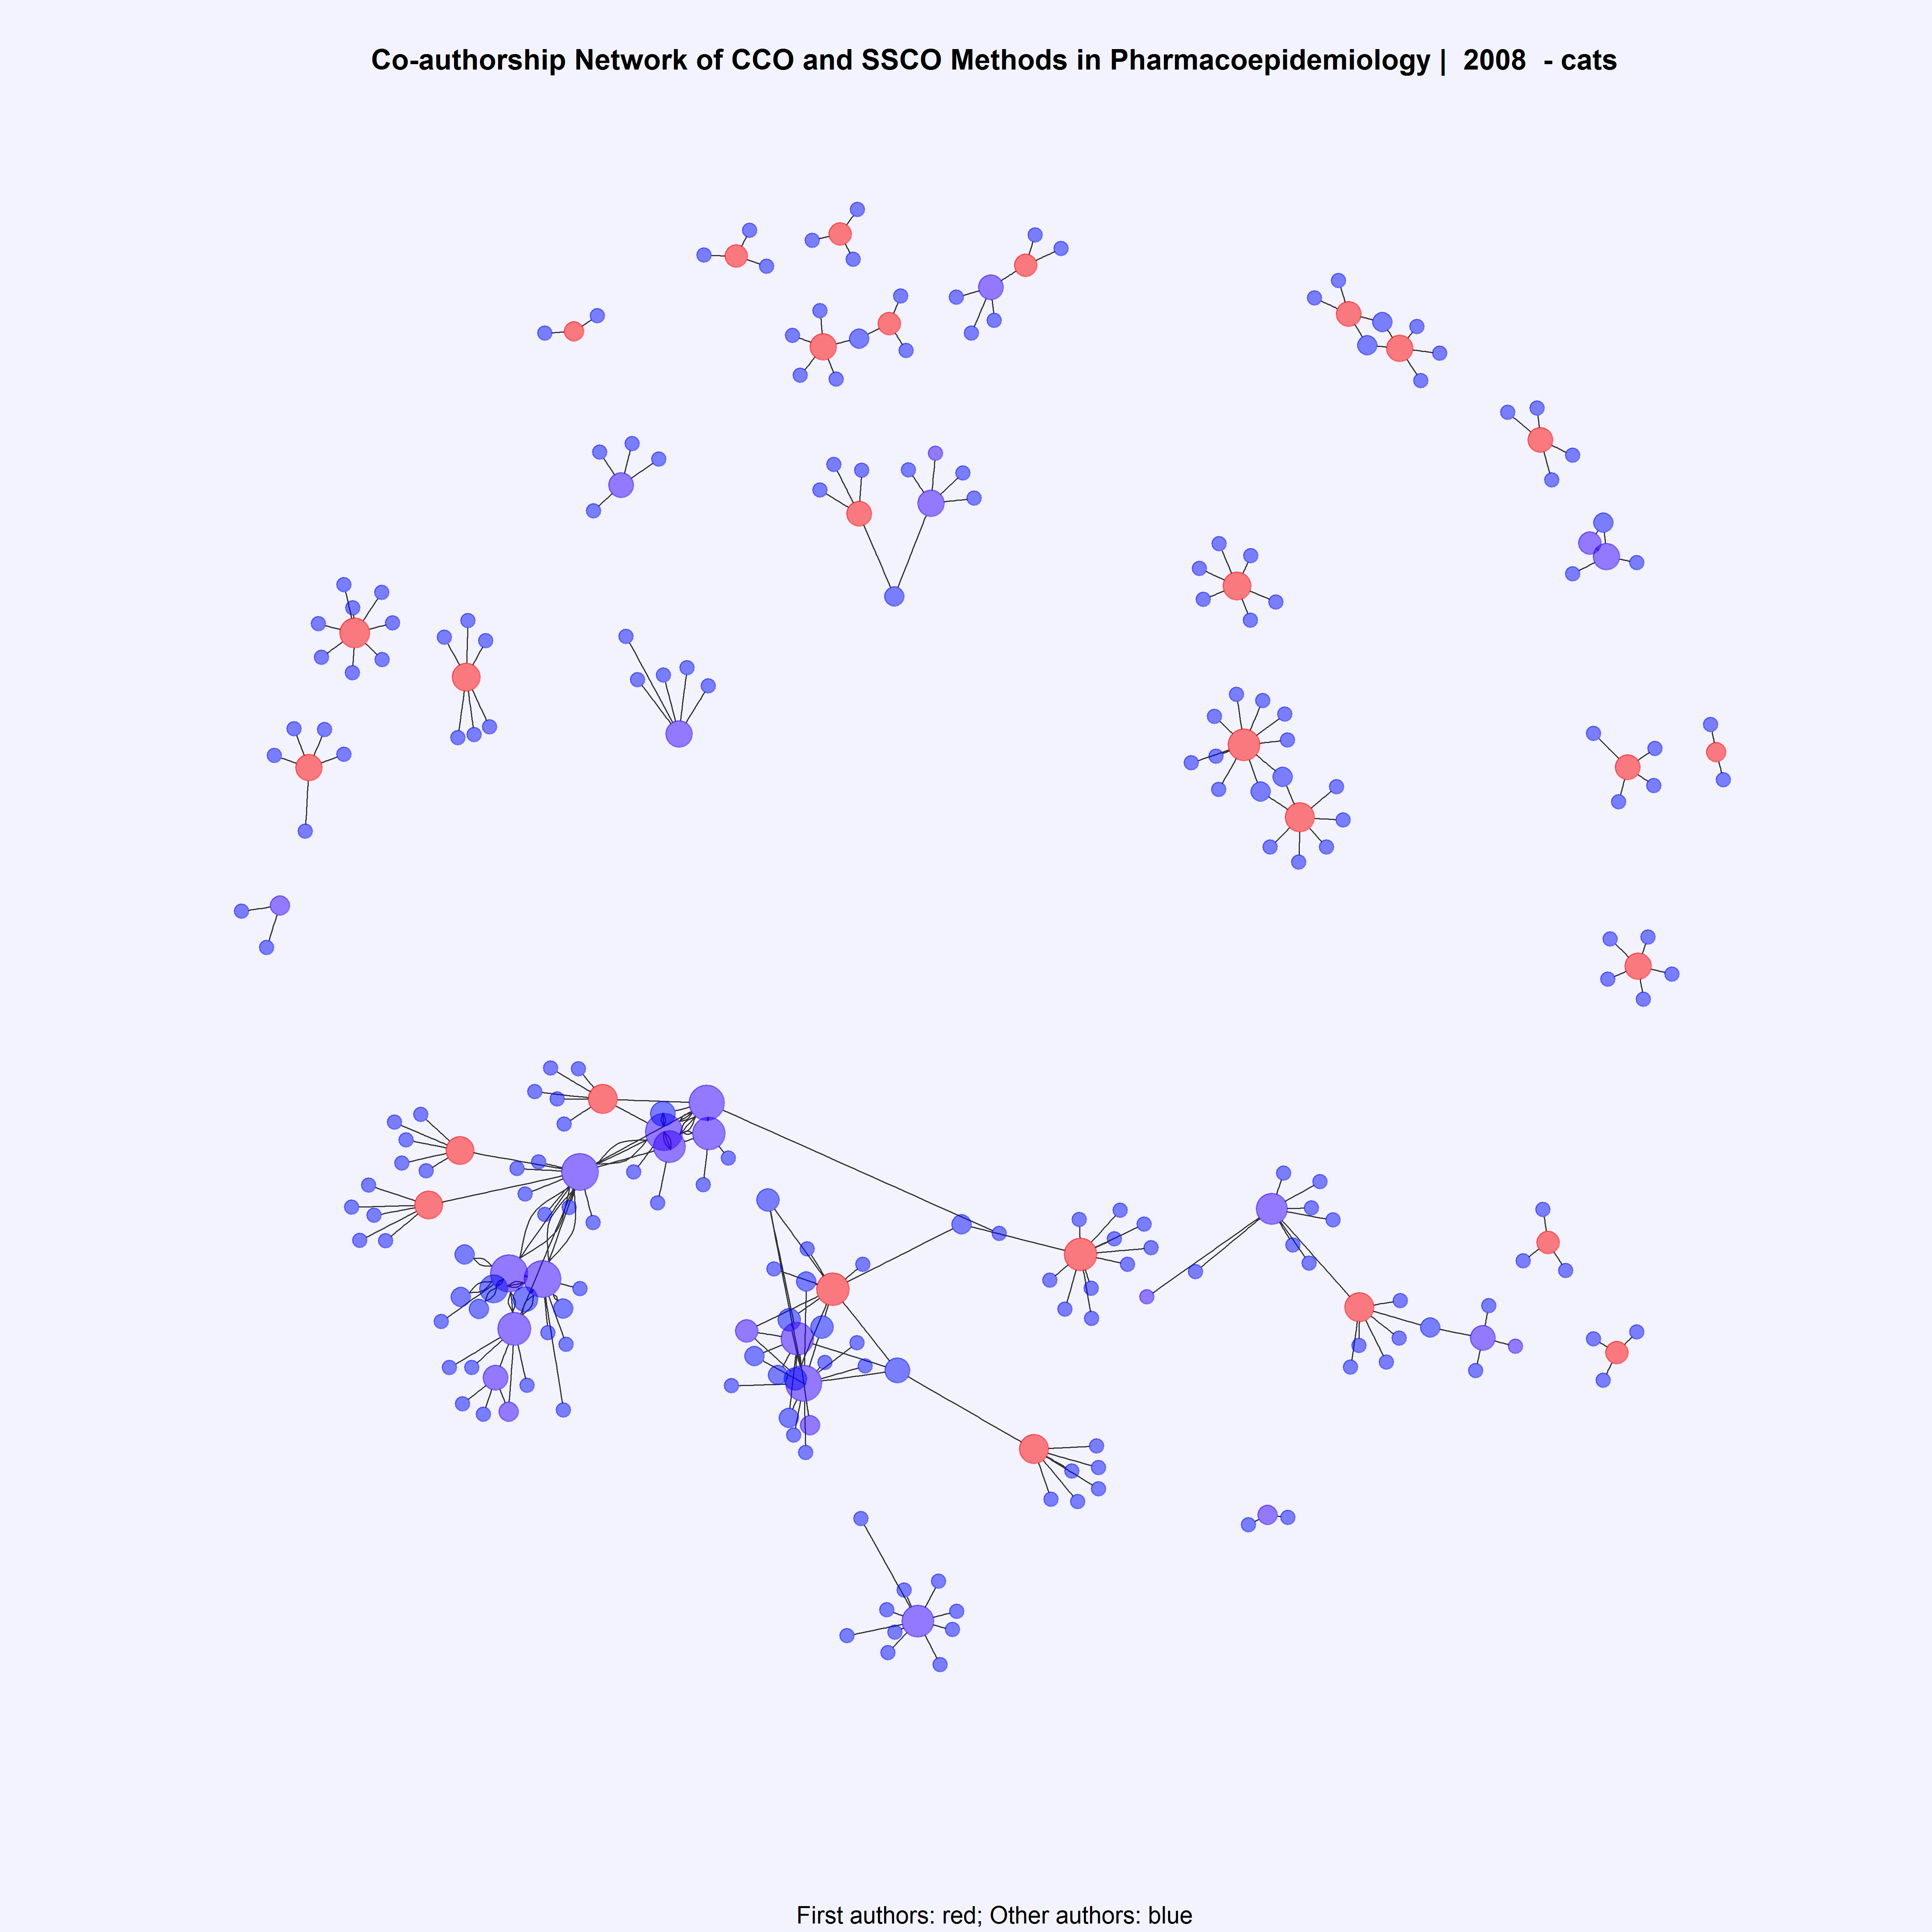 Co-authorship Network of CCO and SSCO Methods in Pharmacoepidemiology | 2008 - cats
First authors: red; Other authors: blue